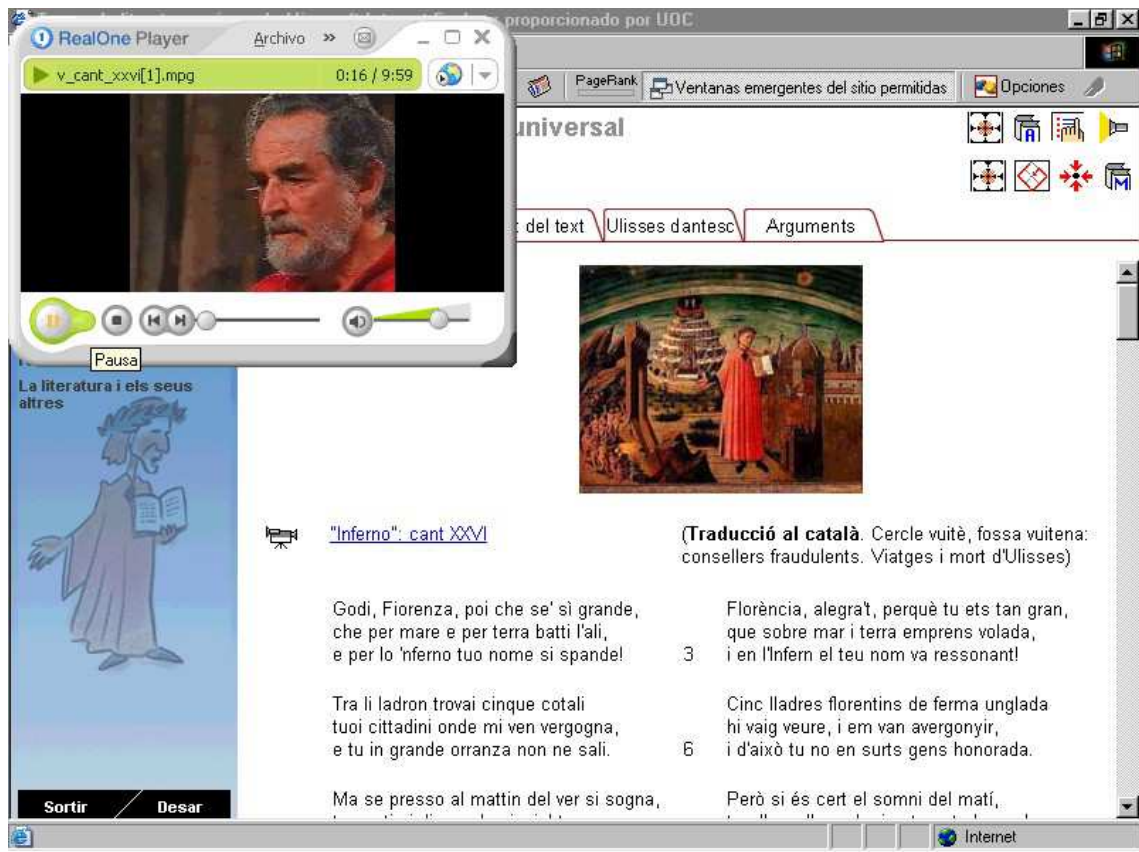 proporcionado por UOC
RealOne Player
Archivo »
v_cant_xxvi[1].mpg 0:16 / 9:59
PageRank
Ventanas emergentes del sitio permitidas
Opciones
universal
del text
Ulisses dantesc
Arguments
Pausa
La literatura i els seus
altres
"Inferno": cant XXVI
(Traducció al català. Cercle vuitè, fossa vuitena:
consellers fraudulents. Viatges i mort d'Ulisses)
Godi, Fiorenza, poi che se' sì grande,
che per mare e per terra batti l'ali,
e per lo 'nferno tuo nome si spande!
Florència, alegra't, perquè tu ets tan gran,
que sobre mar i terra emprens volada,
3 i en l'Infern el teu nom va ressonant!
Tra li ladron trovai cinque cotali
tuoi cittadini onde mi ven vergogna,
e tu in grande orranza non ne sali.
Cinc lladres florentins de ferma unglada
hi vaig veure, i em van avergonyir,
6 i d'això tu no en surts gens honorada.
Ma se presso al mattin del ver si sogna,
Però si és cert el somni del matí,
Sortir
Desar
Internet